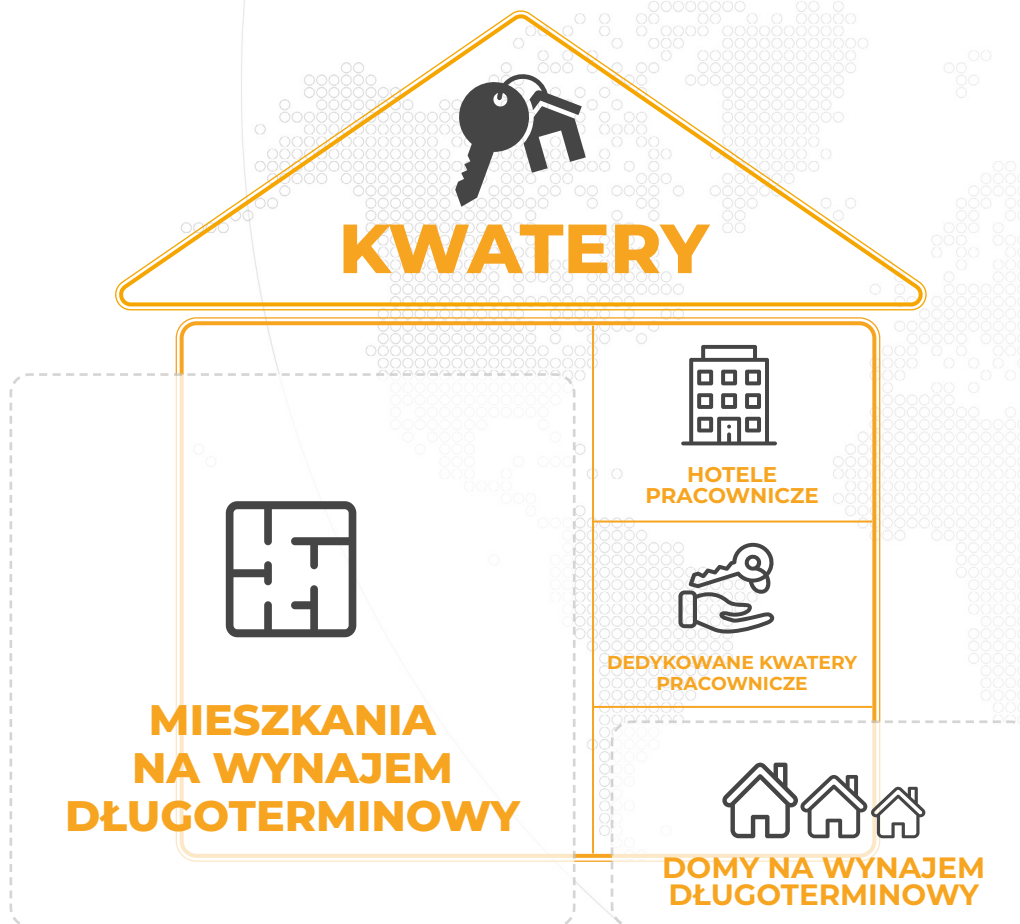 KWATERY
HOTELE
PRACOWNICZE
DEDYKOWANE KWATERY
PRACOWNICZE
MIESZKANIA
NA WYNAJEM
DŁUGOTERMINOWY
DOMY NA WYNAJEM
DŁUGOTERMINOWY